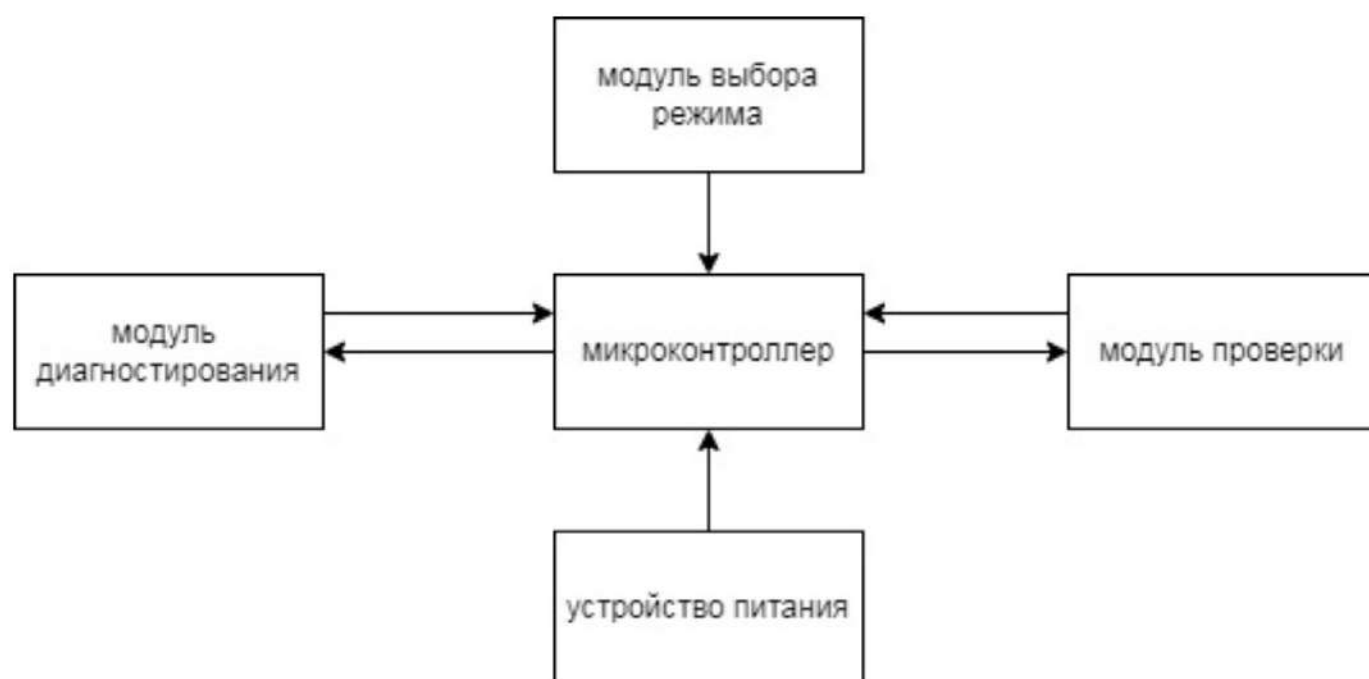 модуль выбора
режима
модуль
диагностирования
микроконтроллер
модуль проверки
устройство питания